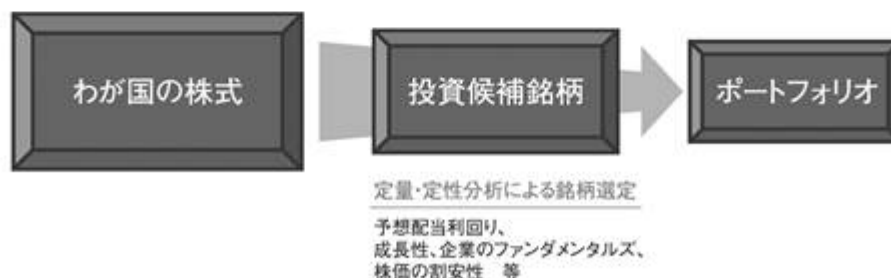 わが国の株式
投資候補銘柄
ポートフォリオ
定量・定性分析による銘柄選定
予想配当利回り、
成長性、企業のファンダメンタルズ、
株価の割安性　等